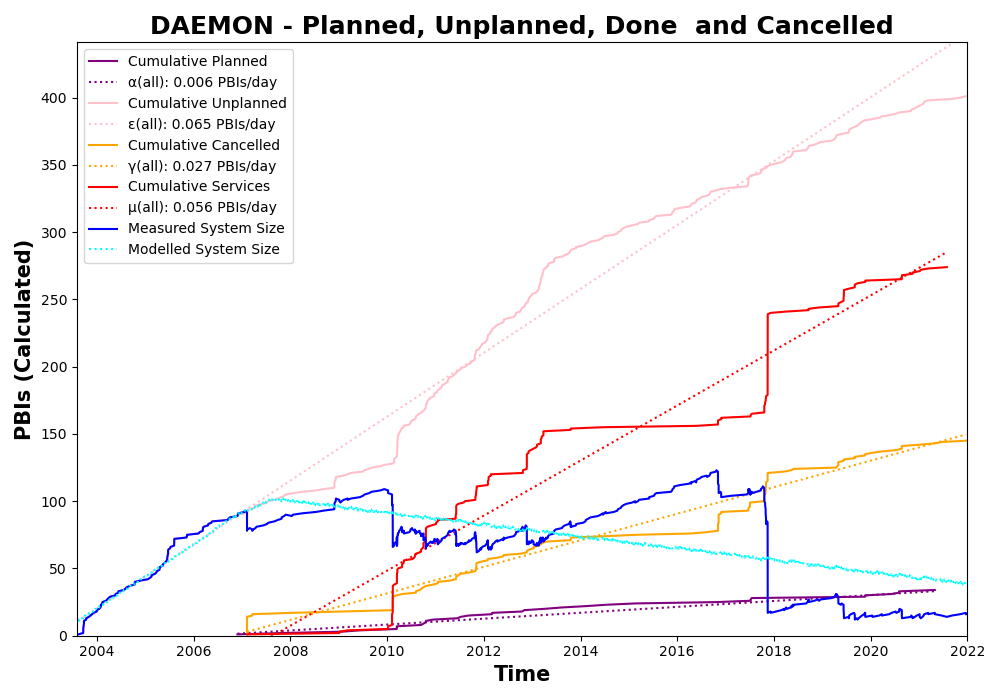 DAEMON - Planned, Unplanned, Done  and Cancelled
Cumulative Planned
α(all): 0.006 PBIs/day
Cumulative Unplanned
ε(all): 0.065 PBIs/day
Cumulative Cancelled
γ(all): 0.027 PBIs/day
Cumulative Services
μ(all): 0.056 PBIs/day
Measured System Size
Modelled System Size
PBIs (Calculated)
400
350
300
250
200
150
100
50
0
2004 2006 2008 2010 2012 2014 2016 2018 2020 2022
Time